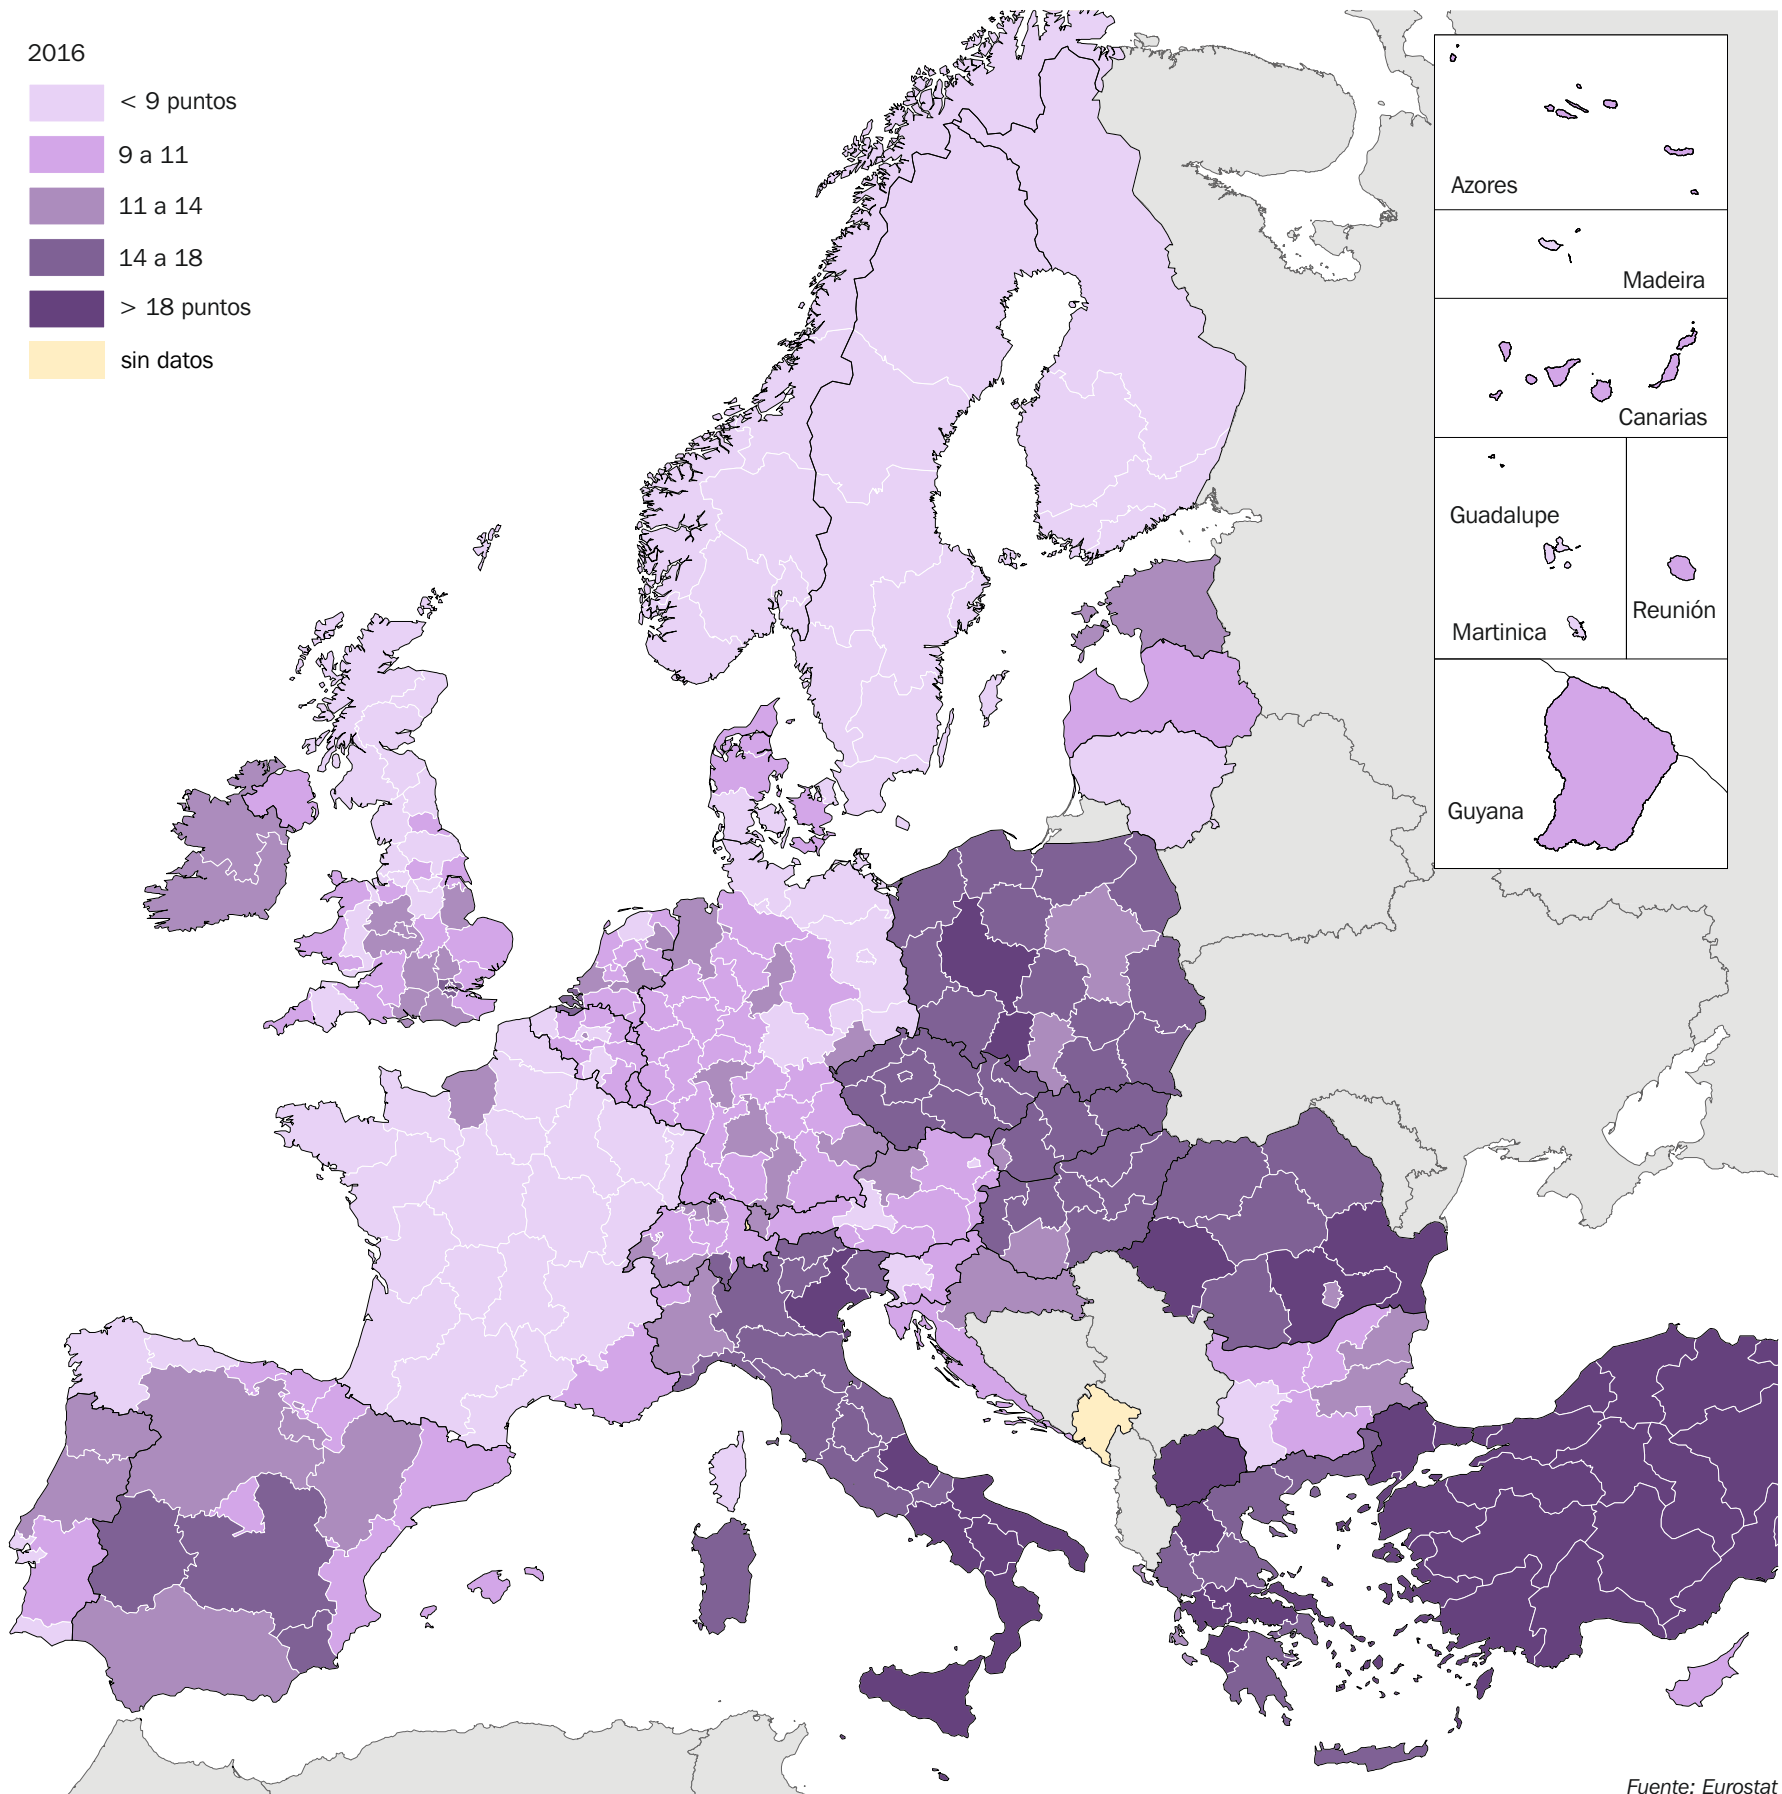 2016
< 9 puntos
9 a 11
11 a 14
14 a 18
> 18 puntos
sin datos
Azores
Madeira
Canarias
Guadalupe
Martinica
Reunión
Guyana
Fuente: Eurostat